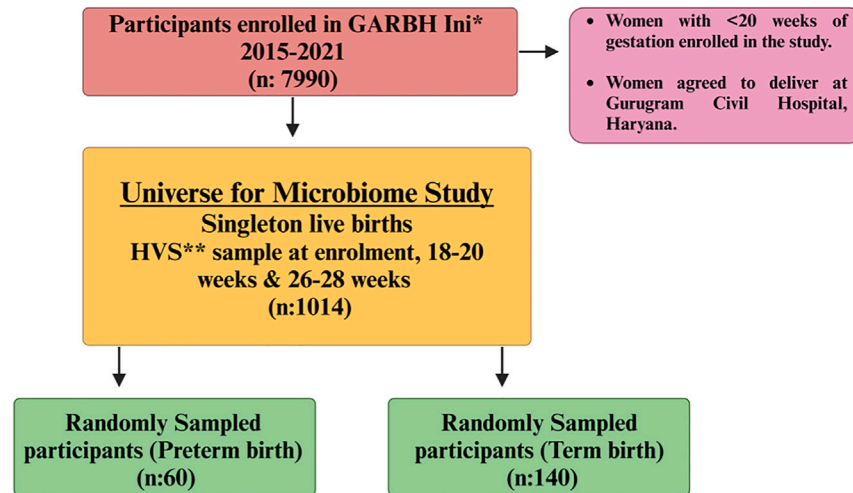 Participants enrolled in GARBH Ini*
2015-2021
(n: 7990)
• Women with <20 weeks of
gestation enrolled in the study.
• Women agreed to deliver at
Gurugram Civil Hospital,
Haryana.
Universe for Microbiome Study
Singleton live births
HVS** sample at enrolment, 18-20
weeks & 26-28 weeks
(n:1014)
Randomly Sampled
participants (Preterm birth)
(n:60)
Randomly Sampled
participants (Term birth)
(n:140)